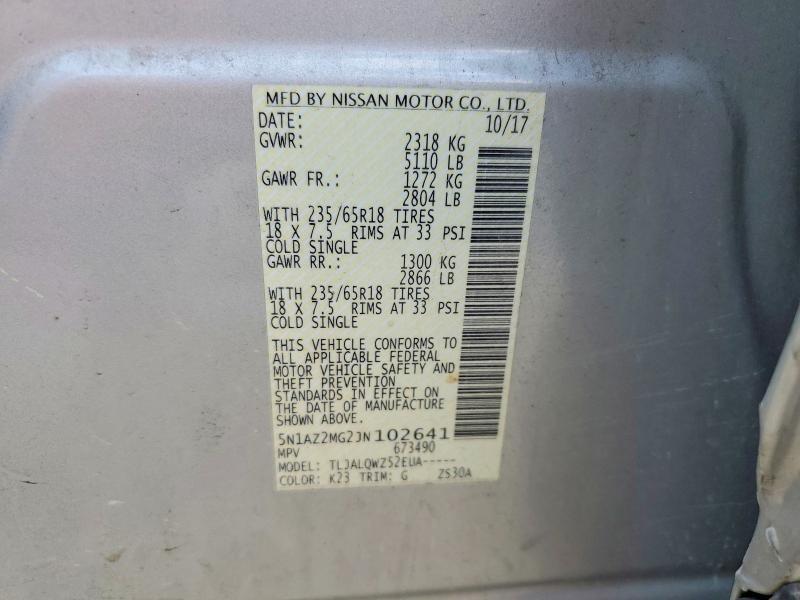 MFD BY NISSAN MOTOR CO., LTD.
DATE: 10/17
GVWR: 2318 KG
5110 LB
GAWR FR.: 1272 KG
2804 LB
WITH 235/65R18 TIRES
18 X 7.5 RIMS AT 33 PSI
COLD SINGLE
GAWR RR.: 1300 KG
2866 LB
WITH 235/65R18 TIRES
18 X 7.5 RIMS AT 33 PSI
COLD SINGLE
THIS VEHICLE CONFORMS TO
ALL APPLICABLE FEDERAL
MOTOR VEHICLE SAFETY AND
THEFT PREVENTION
STANDARDS IN EFFECT ON
THE DATE OF MANUFACTURE
SHOWN ABOVE.
5N1AZ2MG2JN102641
MPV 673490
MODEL: TLJALQWZ52EUA-----
COLOR: K23 TRIM: G ZS30A